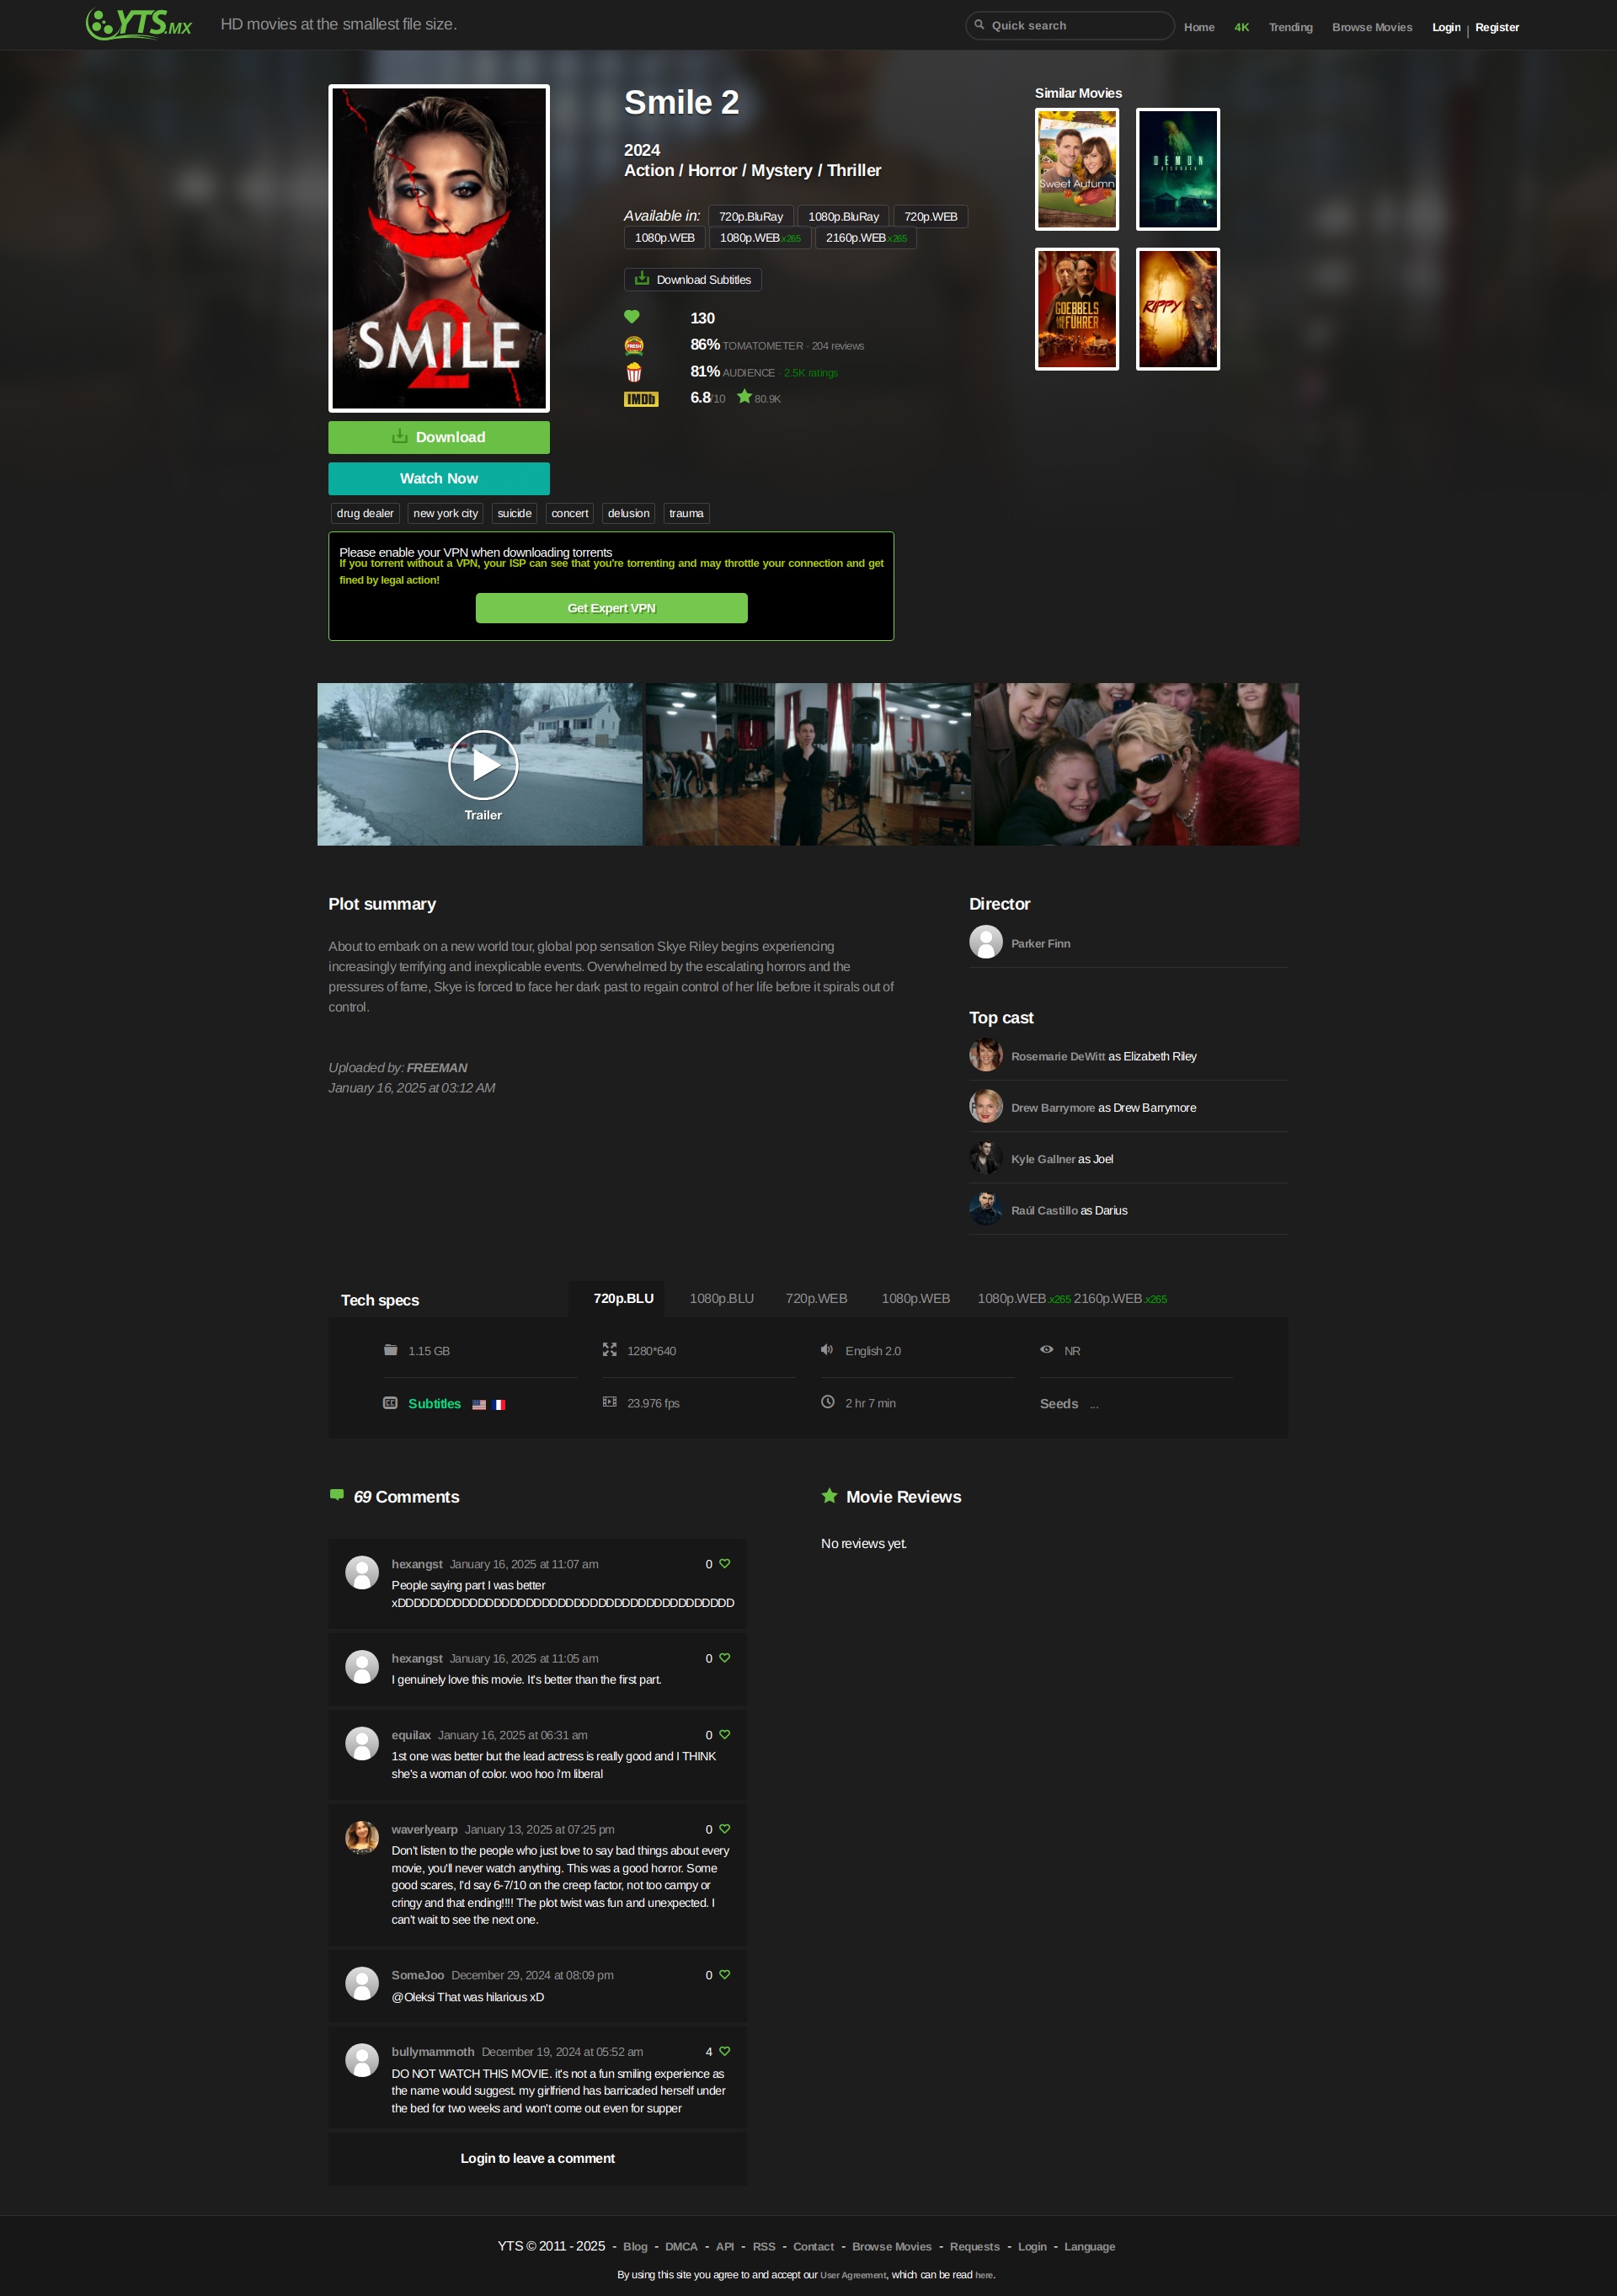 YTS.MX
HD movies at the smallest file size.
Quick search
Home
4K
Trending
Browse Movies
Login | Register
SMILE
2
Download
Watch Now
Smile 2
2024
Action / Horror / Mystery / Thriller
Available in: 720p.BluRay 1080p.BluRay 720p.WEB
1080p.WEB 1080p.WEB.x265 2160p.WEB.x265
Download Subtitles
130
FRESH
86% TOMATOMETER · 204 reviews
81% AUDIENCE · 2.5K ratings
IMDb 6.8/10 80.9K
Similar Movies
Sweet Autumn
DEMON
GOEBBELS
FÜHRER
RIPPY
drug dealer
new york city
suicide
concert
delusion
trauma
Please enable your VPN when downloading torrents
If you torrent without a VPN, your ISP can see that you're torrenting and may throttle your connection and get
fined by legal action!
Get Expert VPN
Trailer
Plot summary
About to embark on a new world tour, global pop sensation Skye Riley begins experiencing
increasingly terrifying and inexplicable events. Overwhelmed by the escalating horrors and the
pressures of fame, Skye is forced to face her dark past to regain control of her life before it spirals out of
control.
Uploaded by: FREEMAN
January 16, 2025 at 03:12 AM
Director
Parker Finn
Top cast
Rosemarie DeWitt as Elizabeth Riley
Drew Barrymore as Drew Barrymore
Kyle Gallner as Joel
Raúl Castillo as Darius
Tech specs
720p.BLU
1080p.BLU
720p.WEB
1080p.WEB
1080p.WEB.x265
2160p.WEB.x265
1.15 GB
1280*640
English 2.0
NR
CC Subtitles
23.976 fps
2 hr 7 min
Seeds ...
69 Comments
hexangst January 16, 2025 at 11:07 am 0
People saying part I was better
xDDDDDDDDDDDDDDDDDDDDDDDDDDDDDDDDDDDDDDDDDD
hexangst January 16, 2025 at 11:05 am 0
I genuinely love this movie. It's better than the first part.
equilax January 16, 2025 at 06:31 am 0
1st one was better but the lead actress is really good and I THINK
she's a woman of color. woo hoo i'm liberal
waverlyearp January 13, 2025 at 07:25 pm 0
Don't listen to the people who just love to say bad things about every
movie, you'll never watch anything. This was a good horror. Some
good scares, I'd say 6-7/10 on the creep factor, not too campy or
cringy and that ending!!!! The plot twist was fun and unexpected. I
can't wait to see the next one.
SomeJoo December 29, 2024 at 08:09 pm 0
@Oleksi That was hilarious xD
bullymammoth December 19, 2024 at 05:52 am 4
DO NOT WATCH THIS MOVIE. it's not a fun smiling experience as
the name would suggest. my girlfriend has barricaded herself under
the bed for two weeks and won't come out even for supper
Login to leave a comment
Movie Reviews
No reviews yet.
YTS © 2011 - 2025 - Blog - DMCA - API - RSS - Contact - Browse Movies - Requests - Login - Language
By using this site you agree to and accept our User Agreement, which can be read here.